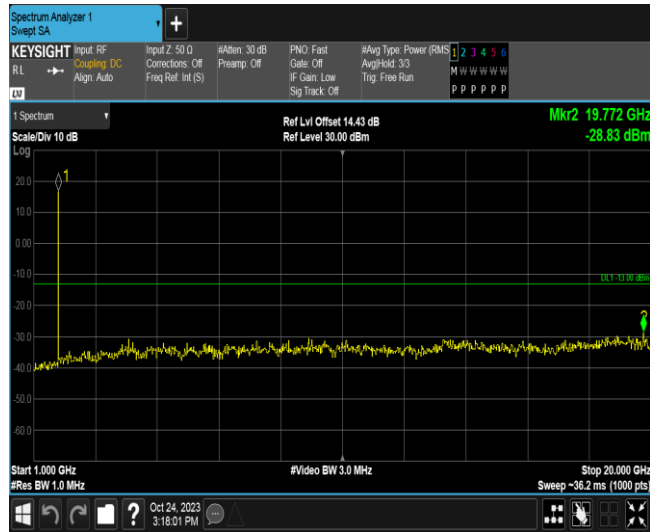 Spectrum Analyzer 1
Swept SA
+
KEYSIGHT
RL
LXI
Input: RF
Coupling: DC
Align: Auto
Input Z: 50 Ω
Corrections: Off
Freq Ref: Int (S)
#Atten: 30 dB
Preamp: Off
PNO: Fast
Gate: Off
IF Gain: Low
Sig Track: Off
#Avg Type: Power (RMS
Avg|Hold: 3/3
Trig: Free Run
1 2 3 4 5 6
M W W W W W
P P P P P P
1 Spectrum
Scale/Div 10 dB
Log
Ref Lvl Offset 14.43 dB
Ref Level 30.00 dBm
Mkr2 19.772 GHz
-28.83 dBm
1
20.0
10.0
0.00
-10.0
DL1 -13.00 dBm
-20.0
2
-30.0
-40.0
-50.0
-60.0
Start 1.000 GHz
#Res BW 1.0 MHz
#Video BW 3.0 MHz
Stop 20.000 GHz
Sweep ~36.2 ms (1000 pts)
?
Oct 24, 2023
3:18:01 PM